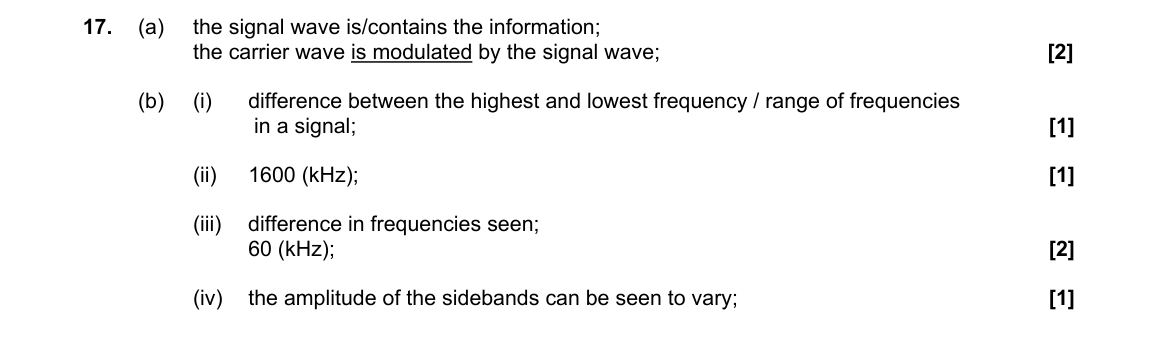 17. (a) the signal wave is/contains the information;
the carrier wave is modulated by the signal wave; [2]
(b) (i) difference between the highest and lowest frequency / range of frequencies
in a signal; [1]
(ii) 1600 (kHz); [1]
(iii) difference in frequencies seen;
60 (kHz); [2]
(iv) the amplitude of the sidebands can be seen to vary; [1]